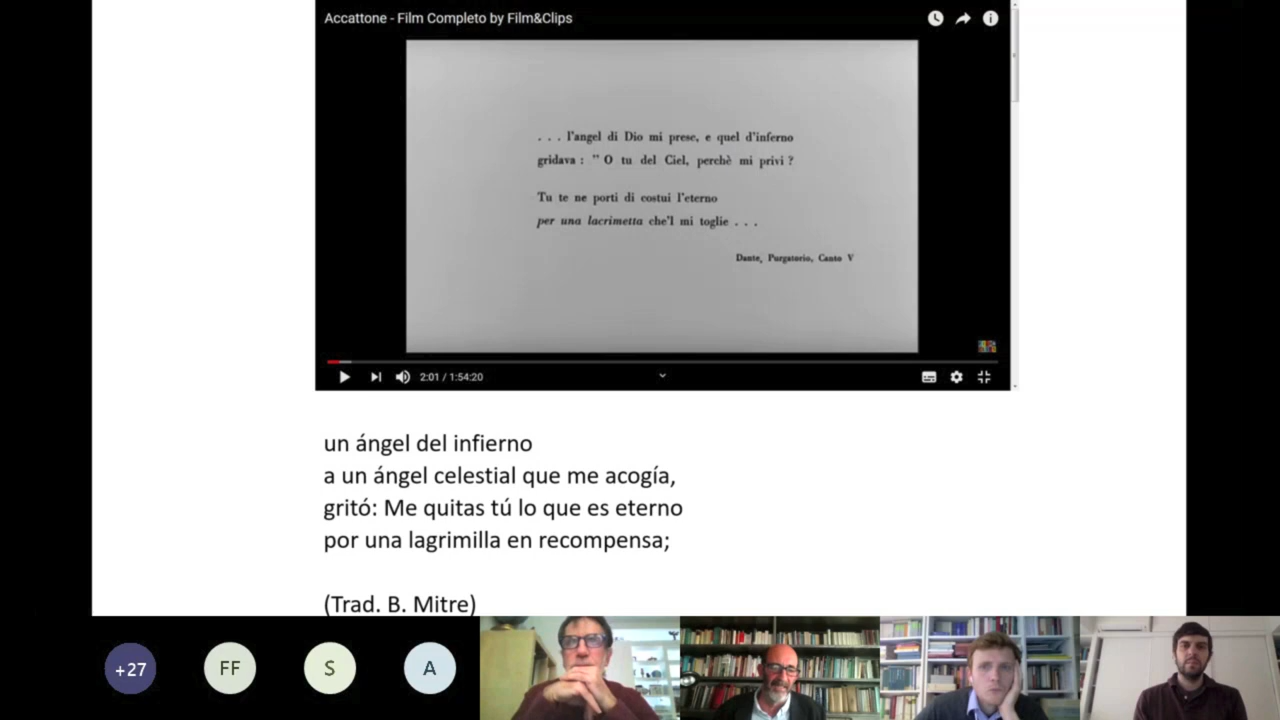 Accattone - Film Completo by Film&Clips
. . . l'angel di Dio mi prese, e quel d'inferno
gridava : " O tu del Ciel, perchè mi privi ?
Tu te ne porti di costui l'eterno
per una lacrimetta che'l mi toglie . . .
Dante, Purgatorio, Canto V
2:01 / 1:54:20
un ángel del infierno
a un ángel celestial que me acogía,
gritó: Me quitas tú lo que es eterno
por una lagrimilla en recompensa;
(Trad. B. Mitre)
+27
FF
S
A